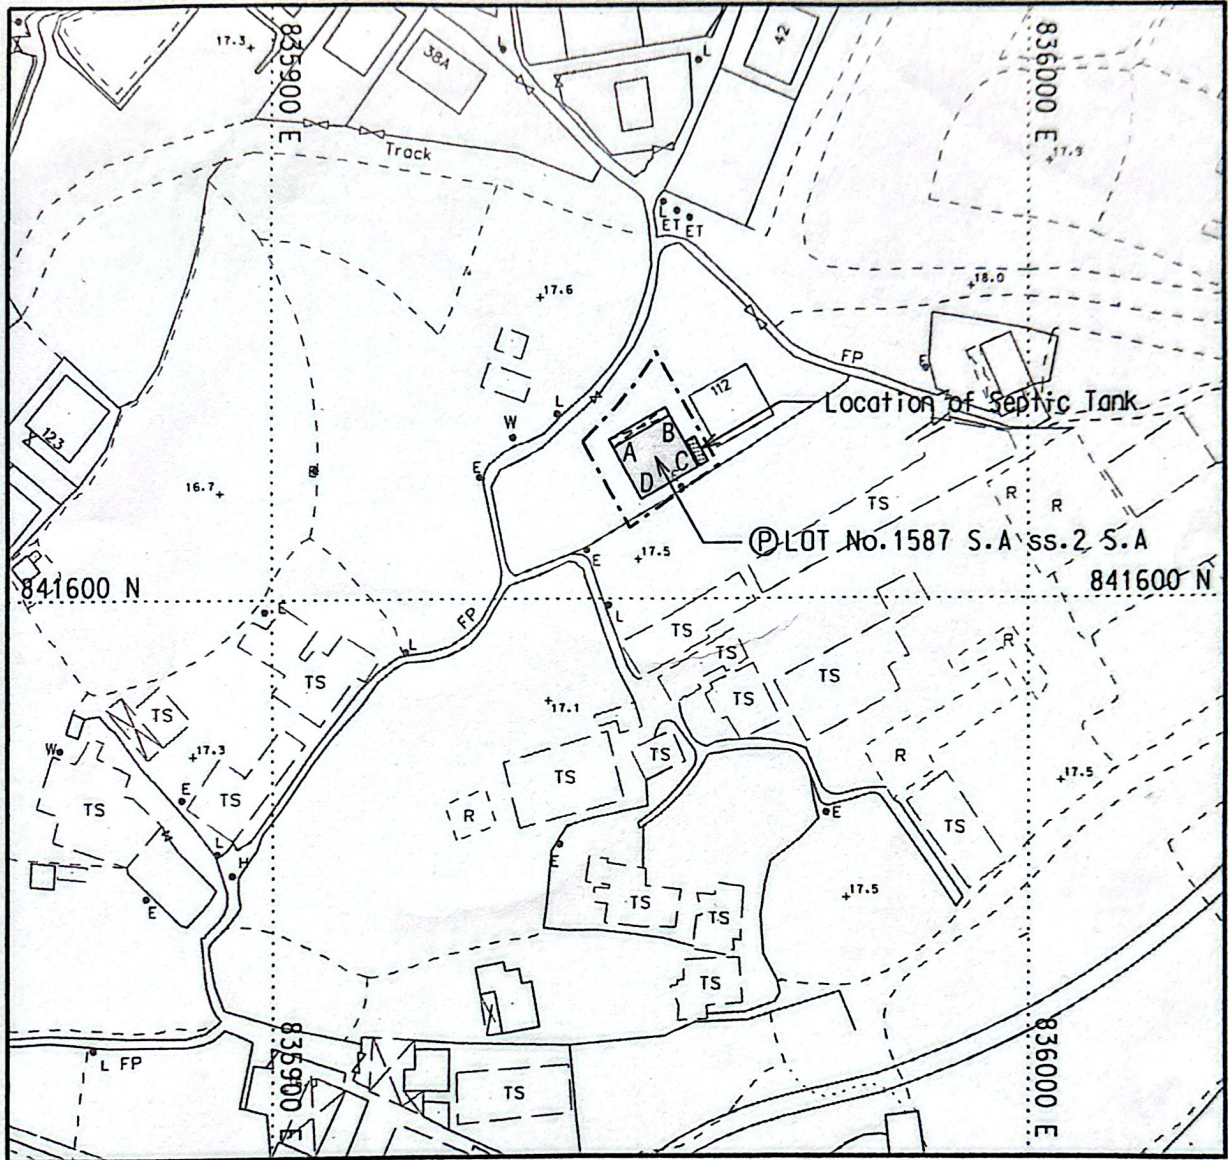 17.3
835900 E
38A
L
L
42
836000 E
17.9
Track
L
ET
ET
17.6
18.0
FP
E
112
Location of Septic Tank
L
W
B
A
C
D
E
123
16.7
TS
R
R
Ⓟ LOT No.1587 S.A ss.2 S.A
E
17.5
841600 N
841600 N
E
L
FP
TS
R
L
TS
TS
TS
TS
17.1
TS
W
17.3
TS
R
17.5
E
TS
TS
TS
R
E
TS
L
E
H
E
17.5
TS
TS
TS
835900 E
836000 E
L FP
TS